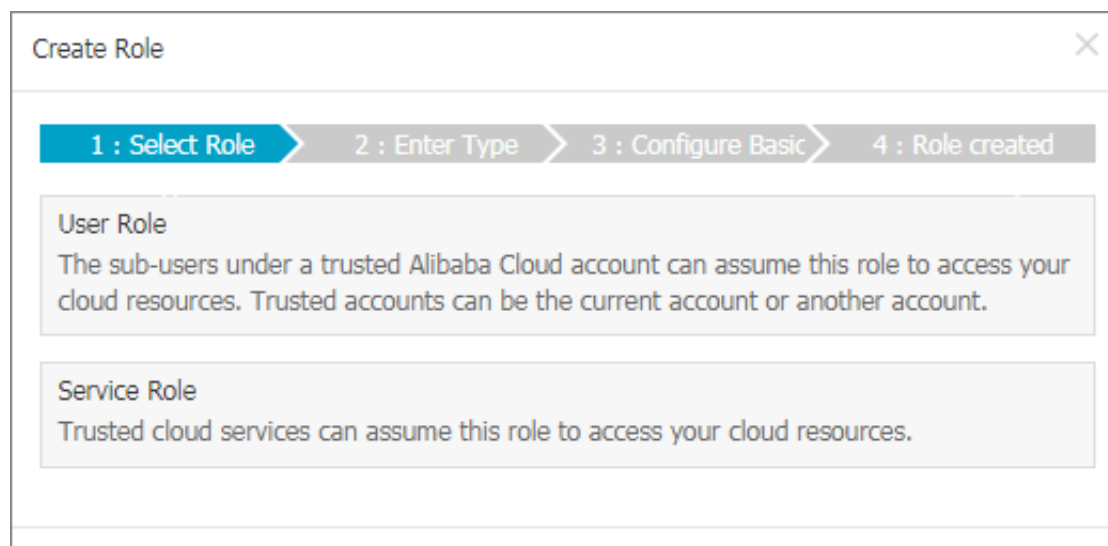 Create Role
1 : Select Role 2 : Enter Type 3 : Configure Basic 4 : Role created
User Role
The sub-users under a trusted Alibaba Cloud account can assume this role to access your
cloud resources. Trusted accounts can be the current account or another account.
Service Role
Trusted cloud services can assume this role to access your cloud resources.